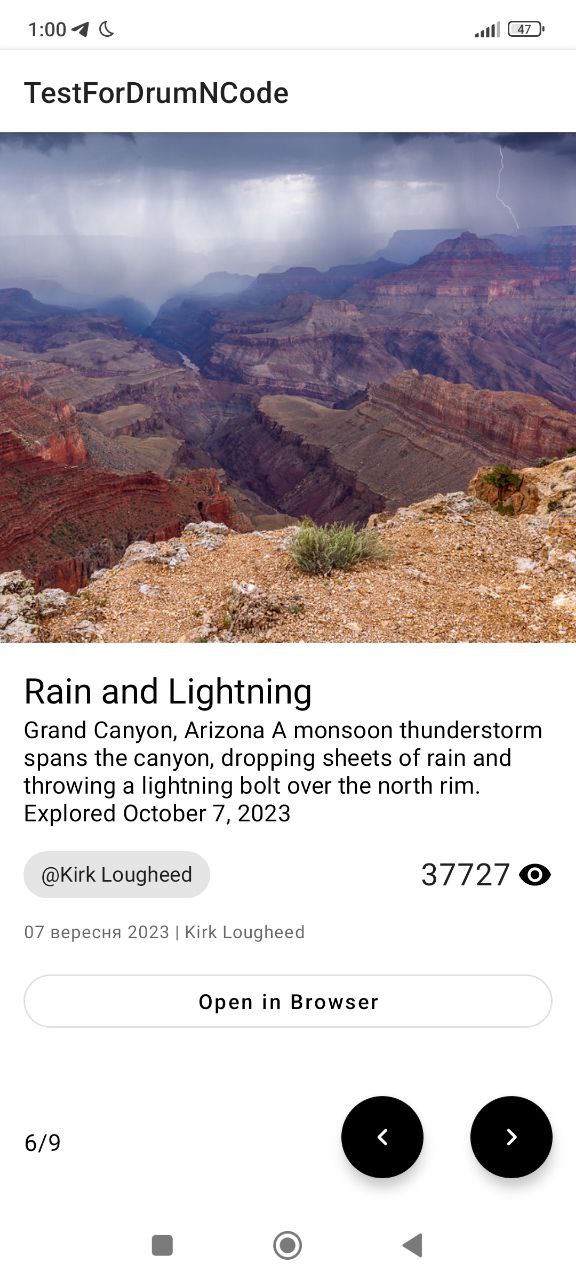 1:00
47
TestForDrumNCode
Rain and Lightning
Grand Canyon, Arizona A monsoon thunderstorm
spans the canyon, dropping sheets of rain and
throwing a lightning bolt over the north rim.
Explored October 7, 2023
@Kirk Lougheed
37727
07 вересня 2023 | Kirk Lougheed
Open in Browser
6/9